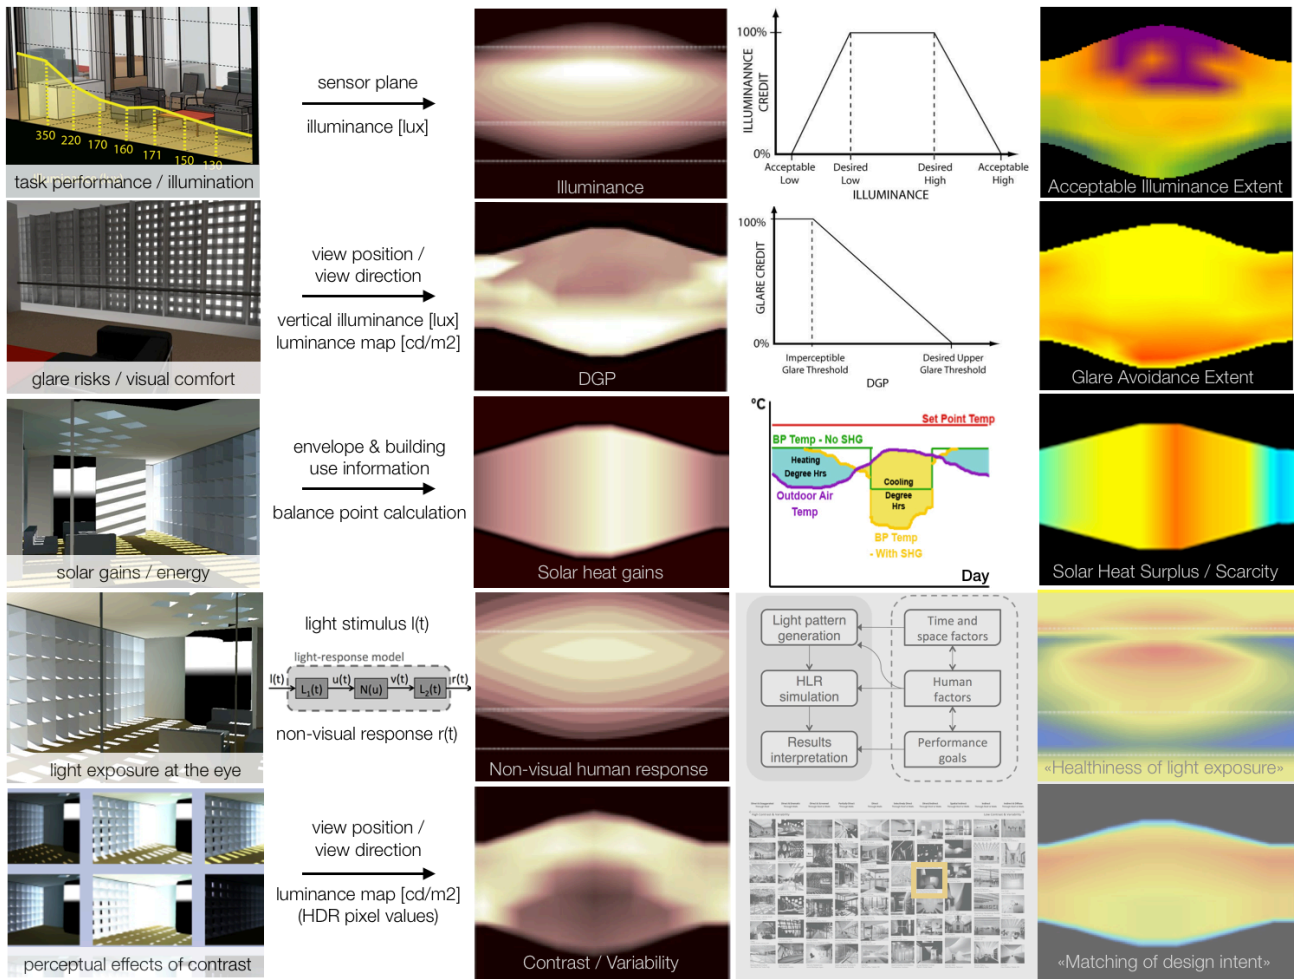 350
220
170
160
171
150
130
task performance / illumination
sensor plane
illuminance [lux]
Illuminance
ILLUMINANNCE
CREDIT
100%
0%
Acceptable
Low
Desired
Low
Desired
High
Acceptable
High
ILLUMINANCE
Acceptable Illuminance Extent
glare risks / visual comfort
view position /
view direction
vertical illuminance [lux]
luminance map [cd/m2]
DGP
GLARE CREDIT
100%
0%
Imperceptible
Glare Threshold
Desired Upper
Glare Threshold
DGP
Glare Avoidance Extent
solar gains / energy
envelope & building
use information
balance point calculation
Solar heat gains
°C
Set Point Temp
BP Temp - No SHG
Heating
Degree Hrs
Cooling
Degree
Hrs
Outdoor Air
Temp
BP Temp
- With SHG
Day
Solar Heat Surplus / Scarcity
light exposure at the eye
light stimulus l(t)
light-response model
l(t)
L₁(t)
u(t)
N(u)
v(t)
L₂(t)
r(t)
non-visual response r(t)
Non-visual human response
Light pattern
generation
Time and
space factors
HLR
simulation
Human
factors
Results
interpretation
Performance
goals
«Healthiness of light exposure»
perceptual effects of contrast
view position /
view direction
luminance map [cd/m2]
(HDR pixel values)
Contrast / Variability
«Matching of design intent»